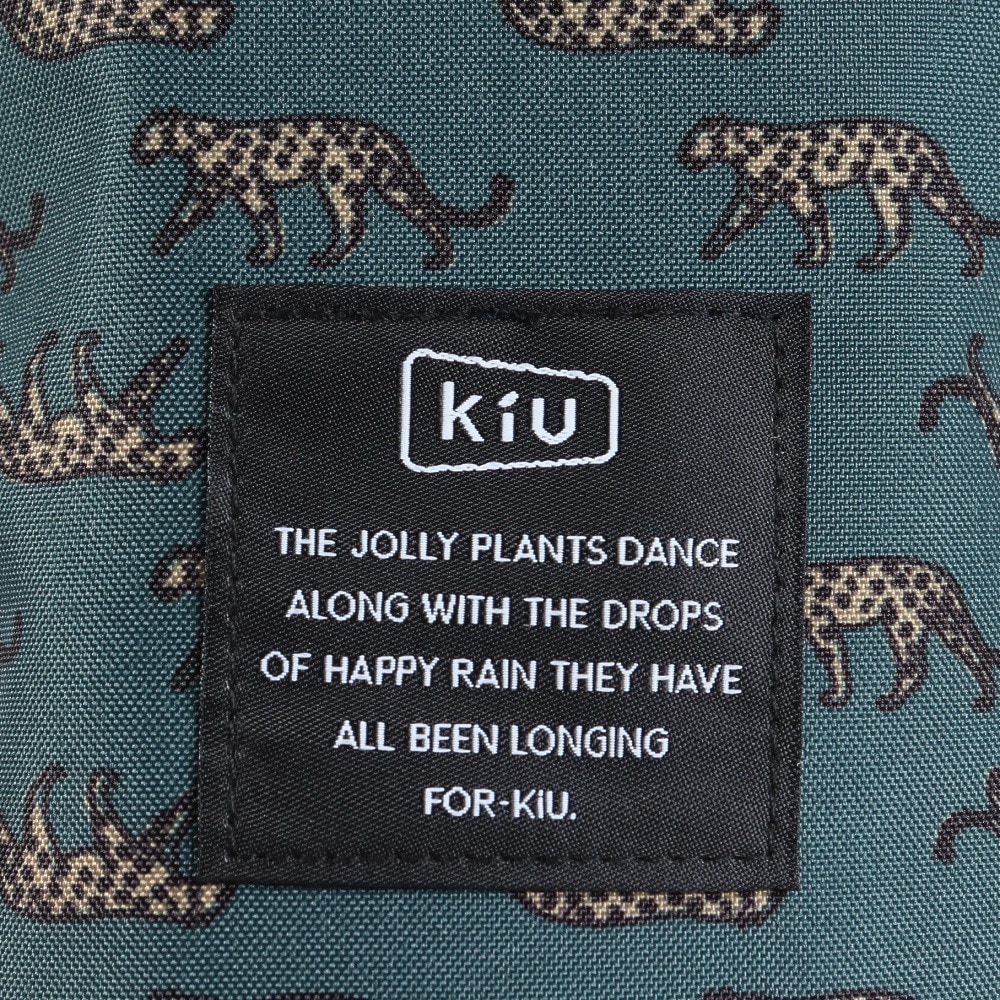 kiU
THE JOLLY PLANTS DANCE
ALONG WITH THE DROPS
OF HAPPY RAIN THEY HAVE
ALL BEEN LONGING
FOR-KiU.